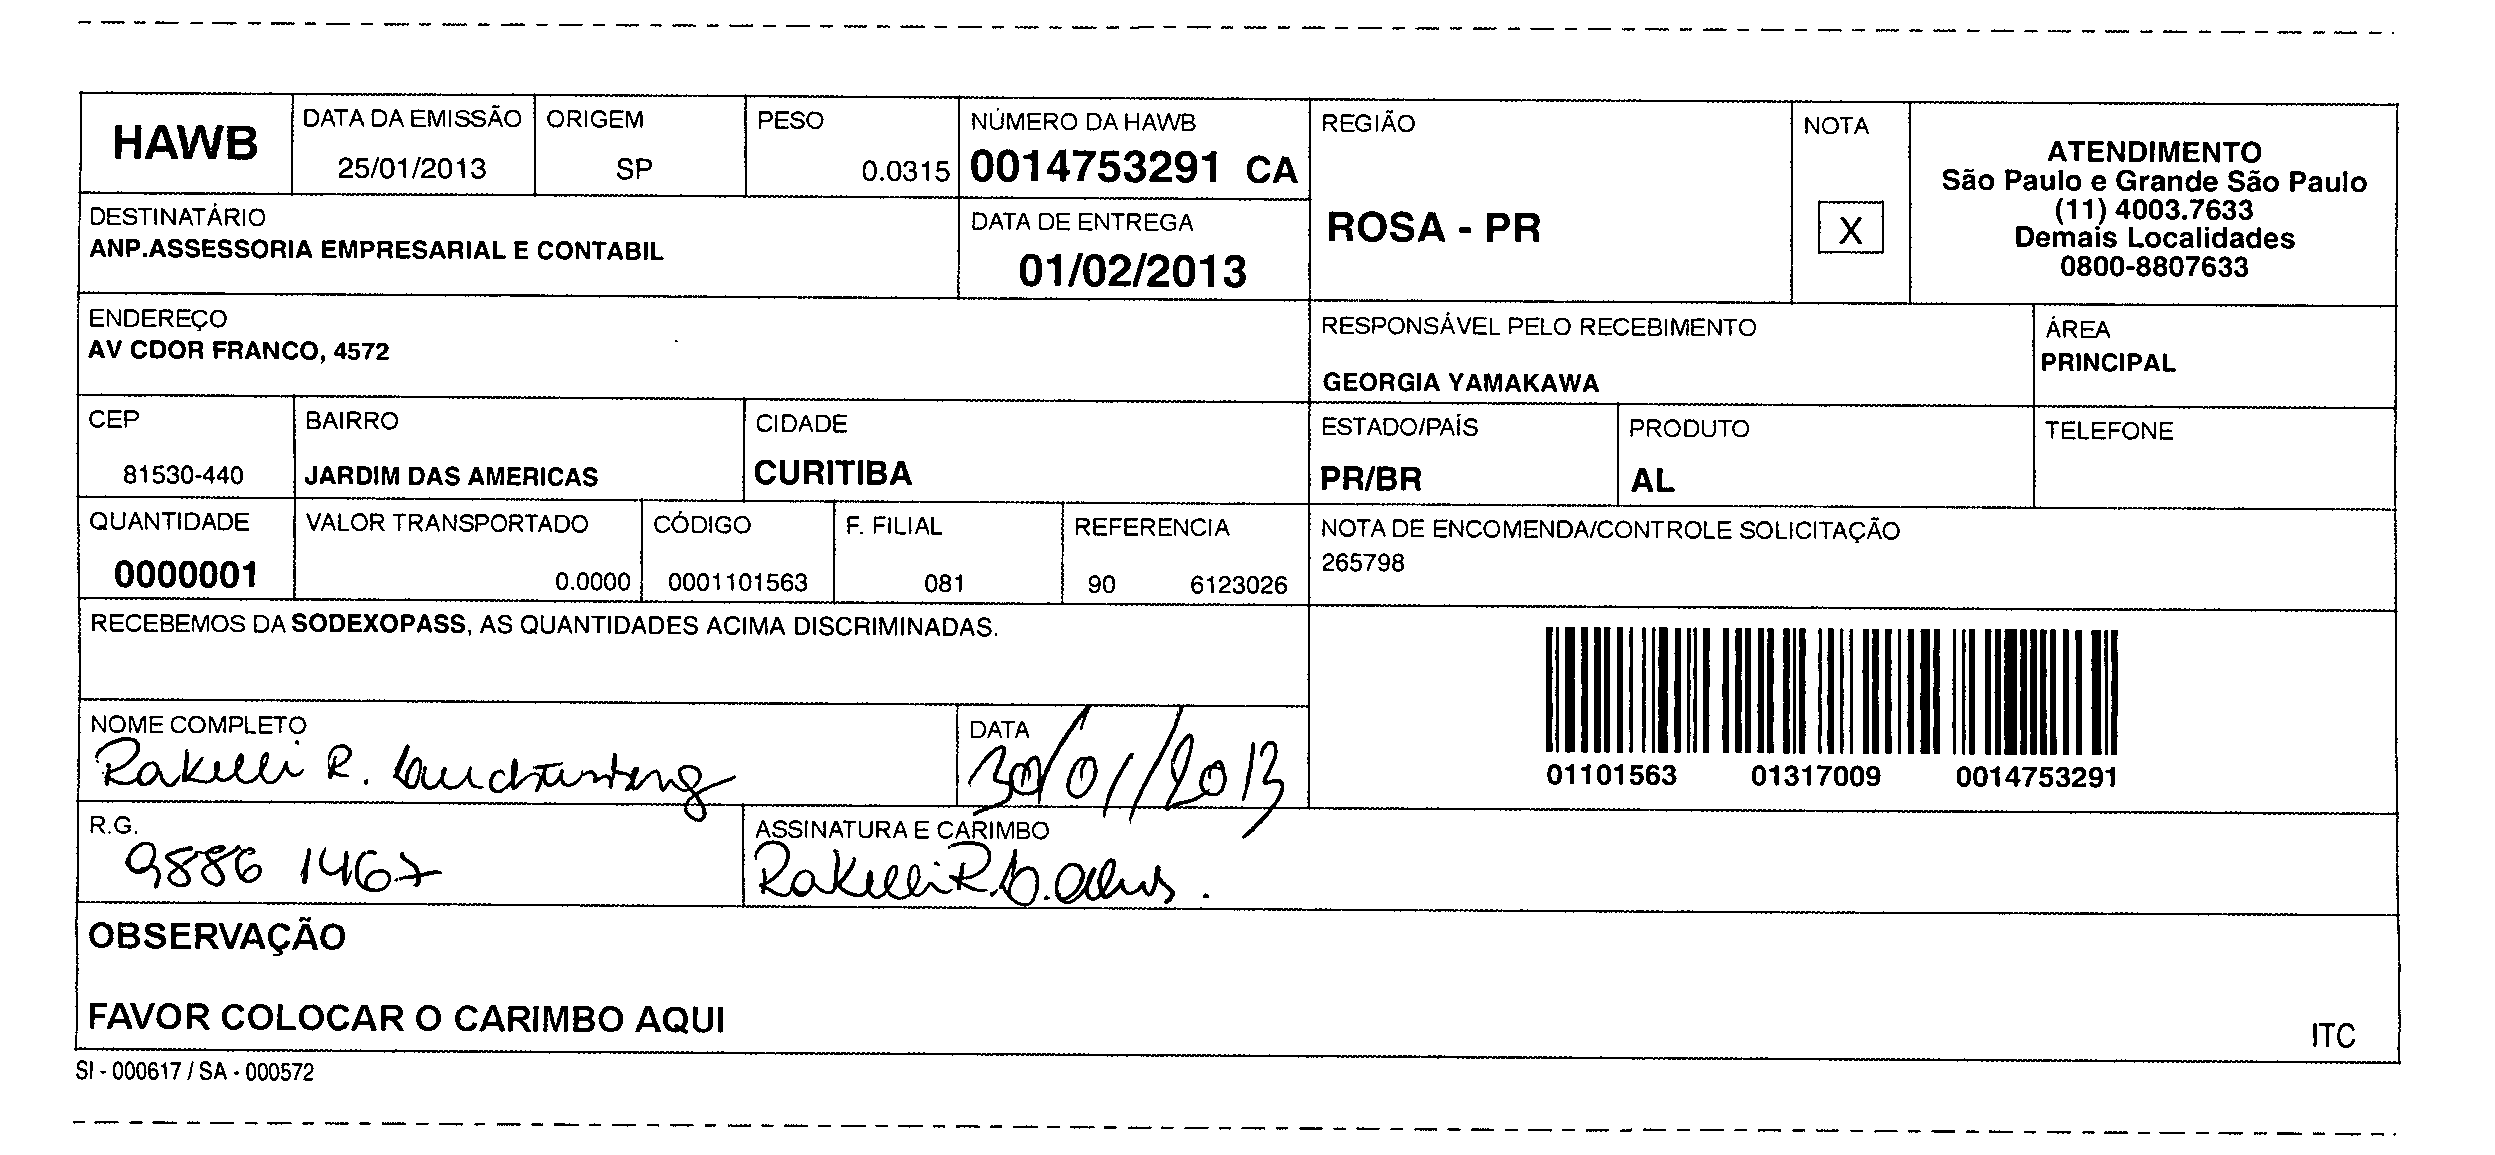 HAWB
DATA DA EMISSÃO
25/01/2013
ORIGEM
SP
PESO
0.0315
NÚMERO DA HAWB
0014753291 CA
REGIÃO
ROSA - PR
NOTA
X
ATENDIMENTO
São Paulo e Grande São Paulo
(11) 4003.7633
Demais Localidades
0800-8807633
DESTINATÁRIO
ANP.ASSESSORIA EMPRESARIAL E CONTABIL
DATA DE ENTREGA
01/02/2013
ENDEREÇO
AV CDOR FRANCO, 4572
RESPONSÁVEL PELO RECEBIMENTO
GEORGIA YAMAKAWA
ÁREA
PRINCIPAL
CEP
81530-440
BAIRRO
JARDIM DAS AMERICAS
CIDADE
CURITIBA
ESTADO/PAÍS
PR/BR
PRODUTO
AL
TELEFONE
QUANTIDADE
0000001
VALOR TRANSPORTADO
0.0000
CÓDIGO
0001101563
F. FILIAL
081
REFERENCIA
90 6123026
NOTA DE ENCOMENDA/CONTROLE SOLICITAÇÃO
265798
RECEBEMOS DA SODEXOPASS, AS QUANTIDADES ACIMA DISCRIMINADAS.
01101563 01317009 0014753291
NOME COMPLETO
Rakelli R.
DATA
30/01/2013
R.G.
9886 1467
ASSINATURA E CARIMBO
Rakelli R.
OBSERVAÇÃO
FAVOR COLOCAR O CARIMBO AQUI
ITC
SI - 000617 / SA - 000572